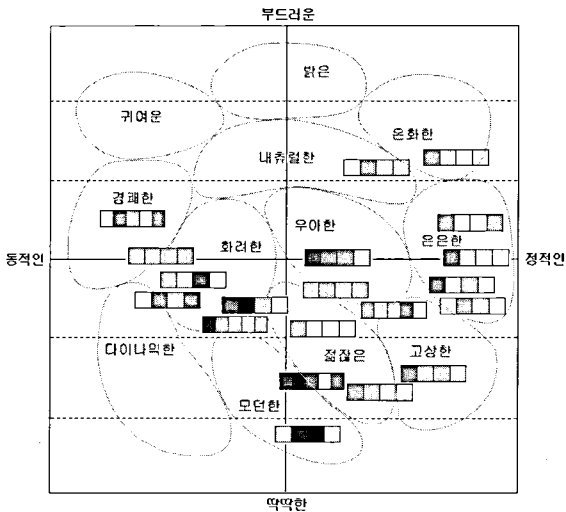 부드러운
밝은
귀여운
온화한
내츄럴한
경쾌한
우아한
화려한
은은한
동적인
정적인
다이나믹한
점잖은
고상한
모던한
딱딱한